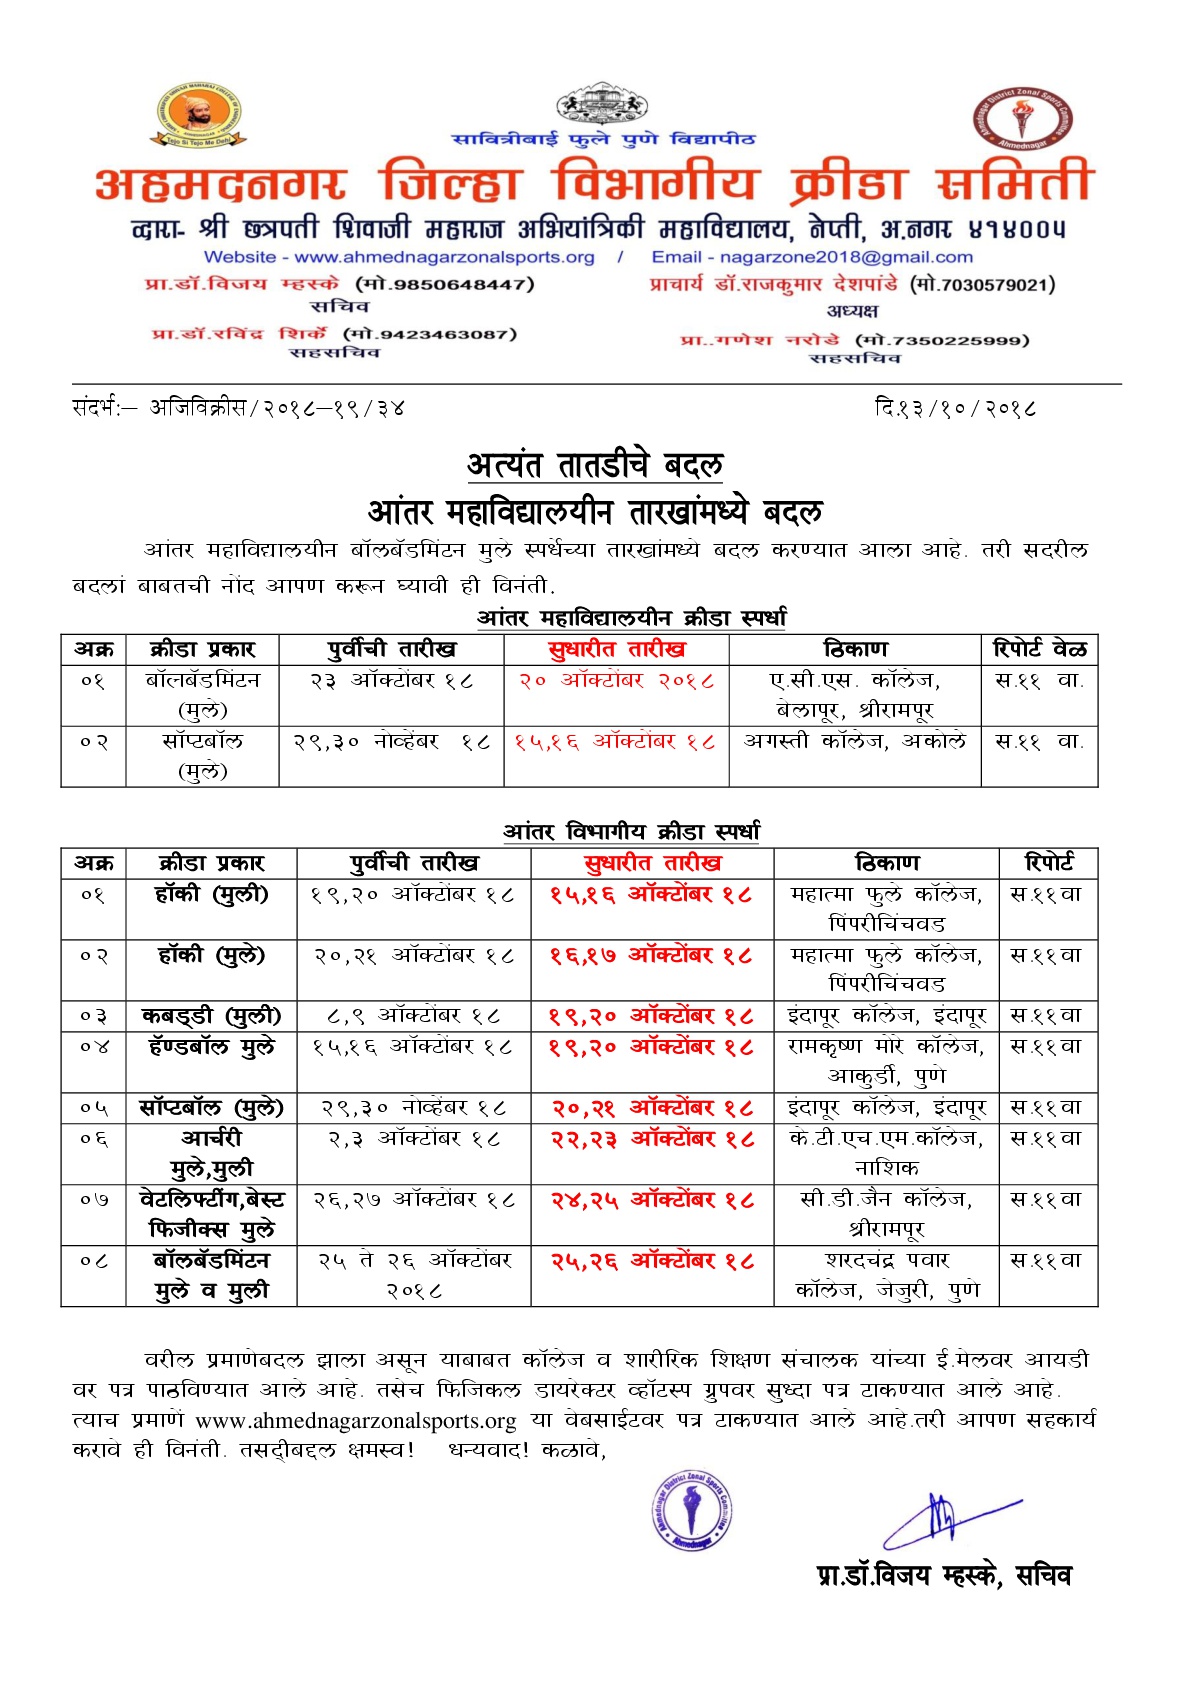 सावित्रीबाई फुले पुणे विद्यापीठ
अहमदनगर जिल्हा विभागीय क्रीडा समिती
द्वारा- श्री छत्रपती शिवाजी महाराज अभियांत्रिकी महाविद्यालय, नेप्ती, अ.नगर ४१४००५
Website - www.ahmednagarzonalsports.org / Email - nagarzone2018@gmail.com
प्रा.डॉ.विजय म्हस्के (मो.9850648447) प्राचार्य डॉ.राजकुमार देशपांडे (मो.7030579021)
सचिव अध्यक्ष
प्रा.डॉ.रविंद्र शिर्के (मो.9423463087) प्रा..गणेश नरोडे (मो.7350225999)
सहसचिव सहसचिव
संदर्भ:– अजिविक्रीस/२०१८–१९/३४ दि.१३/१०/२०१८
अत्यंत तातडीचे बदल
आंतर महाविद्यालयीन तारखांमध्ये बदल
आंतर महाविद्यालयीन बॉलबॅडमिंटन मुले स्पर्धेच्या तारखांमध्ये बदल करण्यात आला आहे. तरी सदरील
बदलां बाबतची नोंद आपण करून घ्यावी ही विनंती.
आंतर महाविद्यालयीन क्रीडा स्पर्धा
अक्र क्रीडा प्रकार पुर्वीची तारीख सुधारीत तारीख ठिकाण रिपोर्ट वेळ
०१ बॉलबॅडमिंटन २३ ऑक्टोंबर १८ २० ऑक्टोंबर २०१८ ए.सी.एस. कॉलेज, स.११ वा.
(मुले) बेलापूर, श्रीरामपूर
०२ सॉप्टबॉल २९,३० नोव्हेंबर १८ १५,१६ ऑक्टोंबर १८ अगस्ती कॉलेज, अकोले स.११ वा.
(मुले)
आंतर विभागीय क्रीडा स्पर्धा
अक्र क्रीडा प्रकार पुर्वीची तारीख सुधारीत तारीख ठिकाण रिपोर्ट
०१ हॉकी (मुली) १९,२० ऑक्टोंबर १८ १५,१६ ऑक्टोंबर १८ महात्मा फुले कॉलेज, स.११वा
पिंपरीचिंचवड
०२ हॉकी (मुले) २०,२१ ऑक्टोंबर १८ १६,१७ ऑक्टोंबर १८ महात्मा फुले कॉलेज, स.११वा
पिंपरीचिंचवड
०३ कबड्डी (मुली) ८,९ ऑक्टोंबर १८ १९,२० ऑक्टोंबर १८ इंदापूर कॉलेज, इंदापूर स.११वा
०४ हॅण्डबॉल मुले १५,१६ ऑक्टोंबर १८ १९,२० ऑक्टोंबर १८ रामकृष्ण मोरे कॉलेज, स.११वा
आकुर्डी, पुणे
०५ सॉप्टबॉल (मुले) २९,३० नोव्हेंबर १८ २०,२१ ऑक्टोंबर १८ इंदापूर कॉलेज, इंदापूर स.११वा
०६ आर्चरी २,३ ऑक्टोंबर १८ २२,२३ ऑक्टोंबर १८ के.टी.एच.एम.कॉलेज, स.११वा
मुले,मुली नाशिक
०७ वेटलिफ्टींग,बेस्ट २६,२७ ऑक्टोंबर १८ २४,२५ ऑक्टोंबर १८ सी.डी.जैन कॉलेज, स.११वा
फिजीक्स मुले श्रीरामपूर
०८ बॉलबॅडमिंटन २५ ते २६ ऑक्टोंबर २५,२६ ऑक्टोंबर १८ शरदचंद्र पवार स.११वा
मुले व मुली २०१८ कॉलेज, जेजुरी, पुणे
वरील प्रमाणेबदल झाला असून याबाबत कॉलेज व शारीरिक शिक्षण संचालक यांच्या ई.मेलवर आयडी
वर पत्र पाठविण्यात आले आहे. तसेच फिजिकल डायरेक्टर व्हॉटस्प ग्रुपवर सुध्दा पत्र टाकण्यात आले आहे.
त्याच प्रमाणें www.ahmednagarzonalsports.org या वेबसाईटवर पत्र टाकण्यात आले आहे.तरी आपण सहकार्य
करावे ही विनंती. तसदीबद्दल क्षमस्व! धन्यवाद! कळावे,
Ahmednagar District Zonal Sports Committee
Ahmednagar
प्रा.डॉ.विजय म्हस्के, सचिव